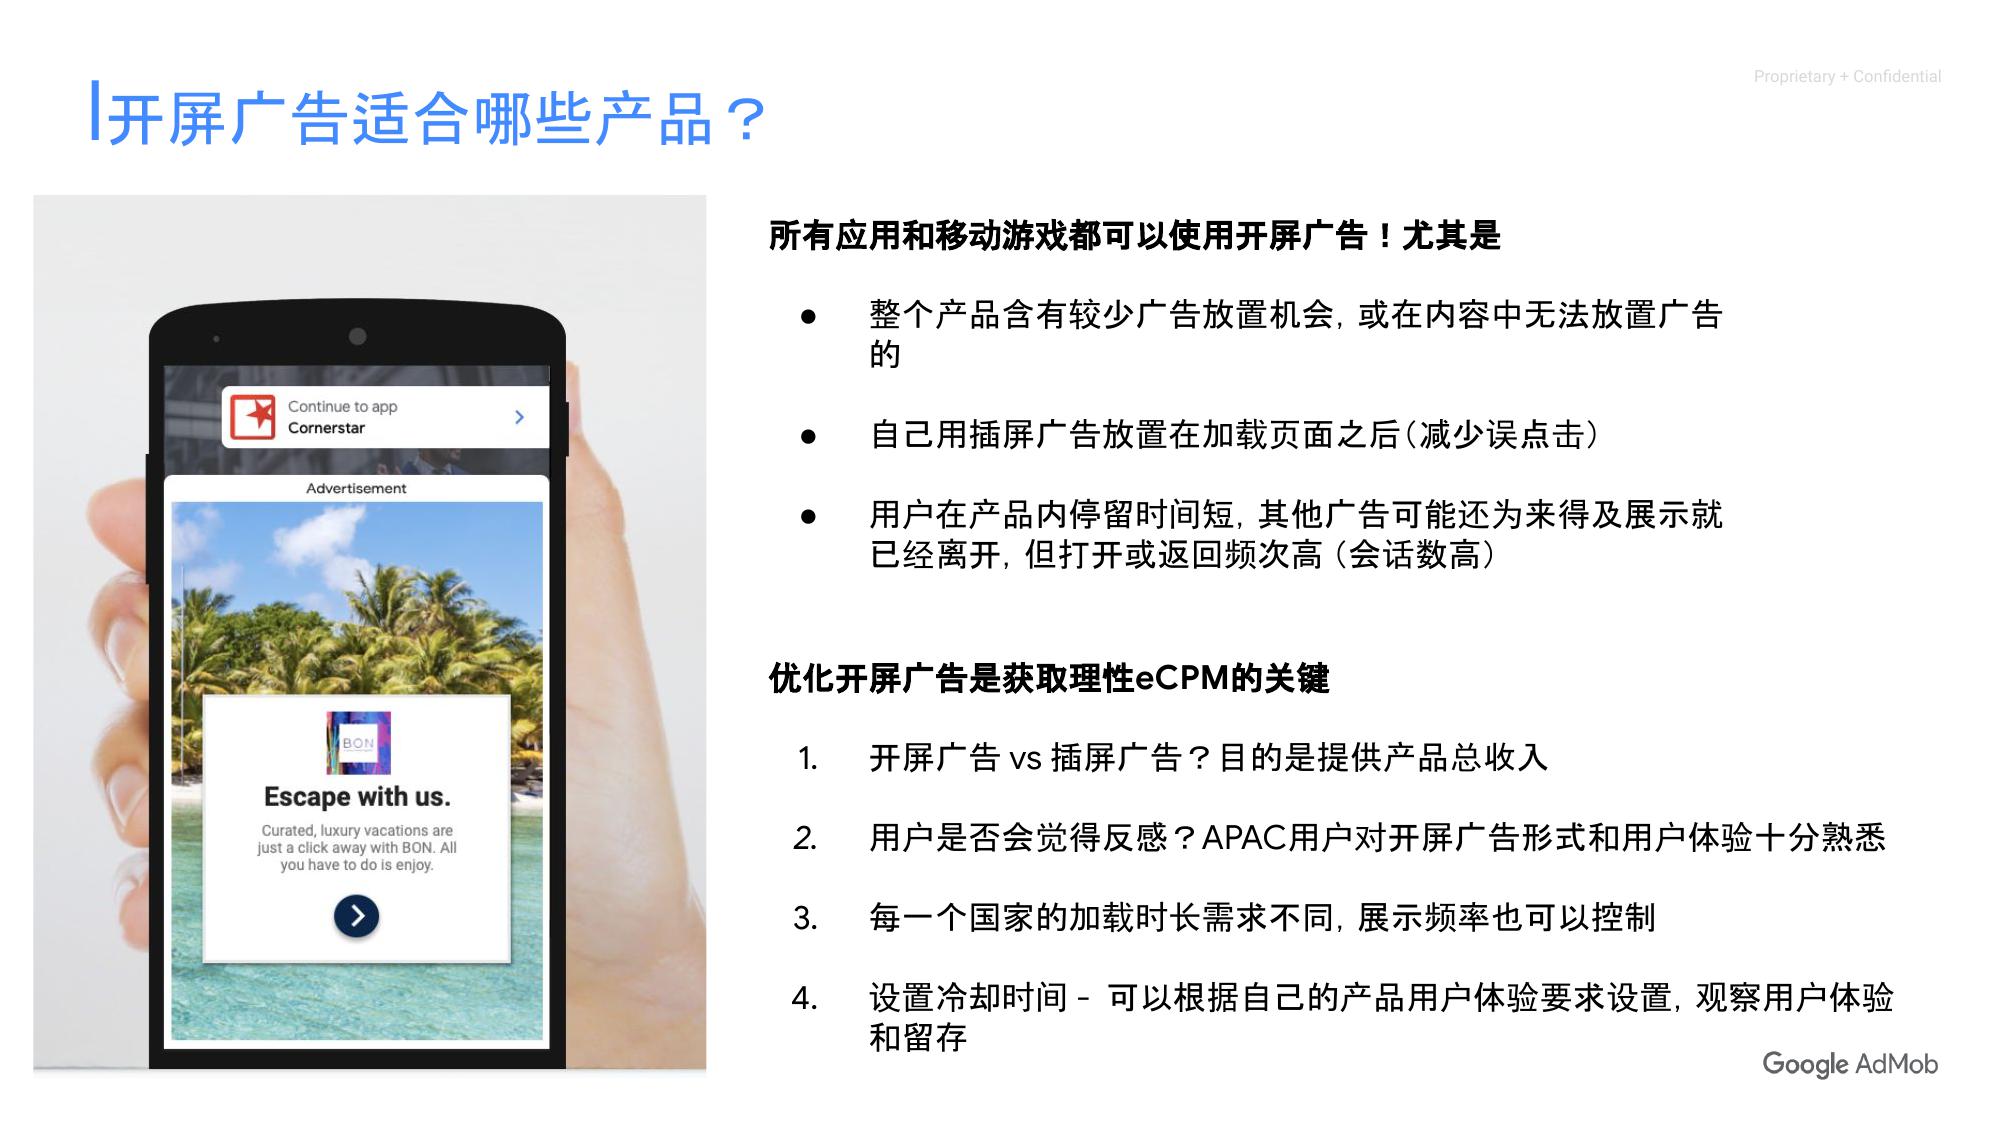 Proprietary + Confidential
开屏广告适合哪些产品？
Continue to app
Cornerstar
Advertisement
BON
Escape with us.
Curated, luxury vacations are
just a click away with BON. All
you have to do is enjoy.
所有应用和移动游戏都可以使用开屏广告！尤其是
● 整个产品含有较少广告放置机会, 或在内容中无法放置广告
的
● 自己用插屏广告放置在加载页面之后（减少误点击）
● 用户在产品内停留时间短, 其他广告可能还为来得及展示就
已经离开, 但打开或返回频次高（会话数高）
优化开屏广告是获取理性eCPM的关键
1. 开屏广告 vs 插屏广告？目的是提供产品总收入
2. 用户是否会觉得反感？APAC用户对开屏广告形式和用户体验十分熟悉
3. 每一个国家的加载时长需求不同, 展示频率也可以控制
4. 设置冷却时间 - 可以根据自己的产品用户体验要求设置, 观察用户体验
和留存
Google AdMob